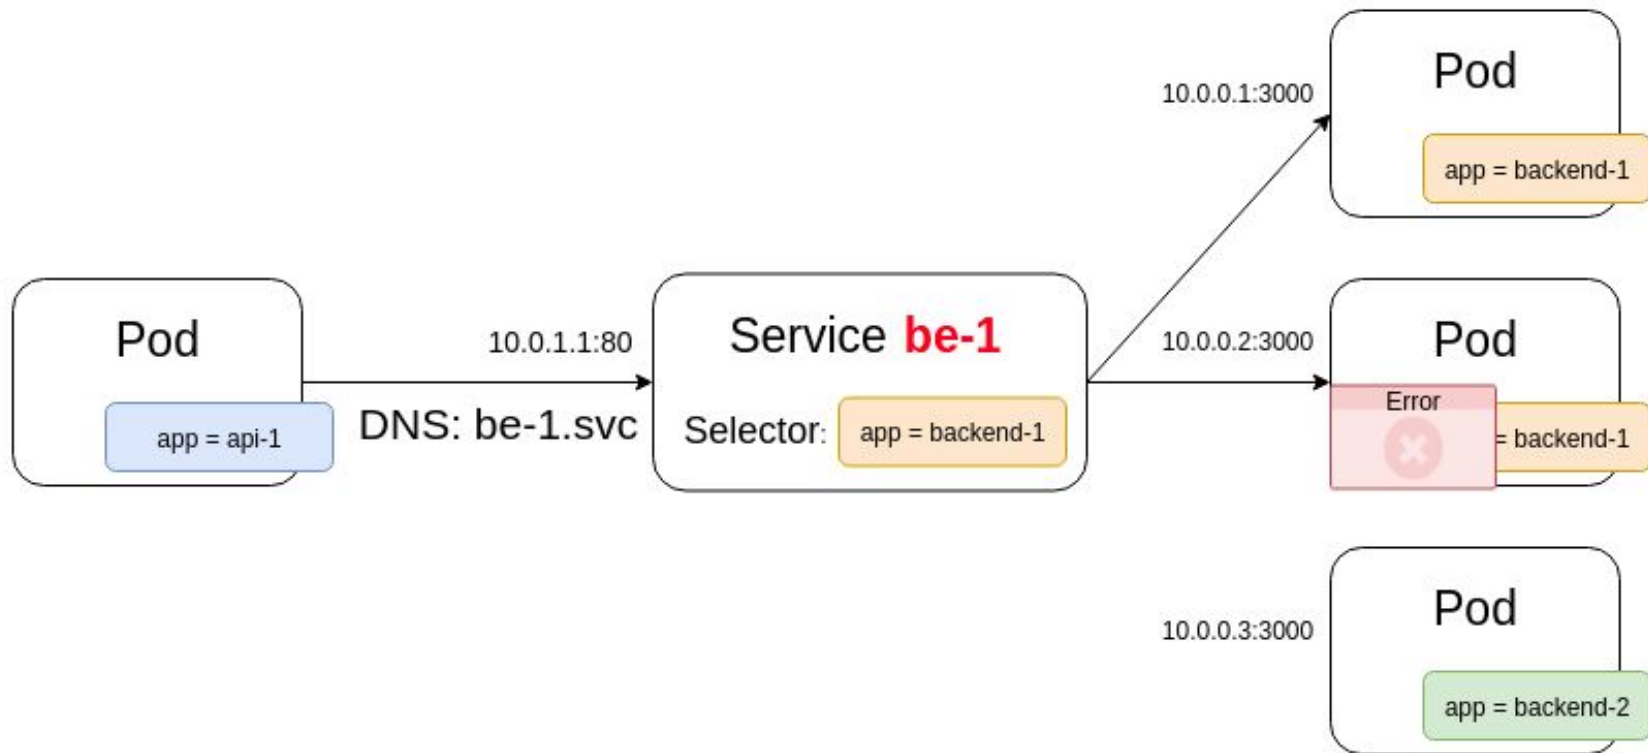 Pod
app = api-1
10.0.1.1:80
DNS: be-1.svc
Service be-1
Selector:
app = backend-1
10.0.0.1:3000
Pod
app = backend-1
10.0.0.2:3000
Pod
Error
= backend-1
10.0.0.3:3000
Pod
app = backend-2